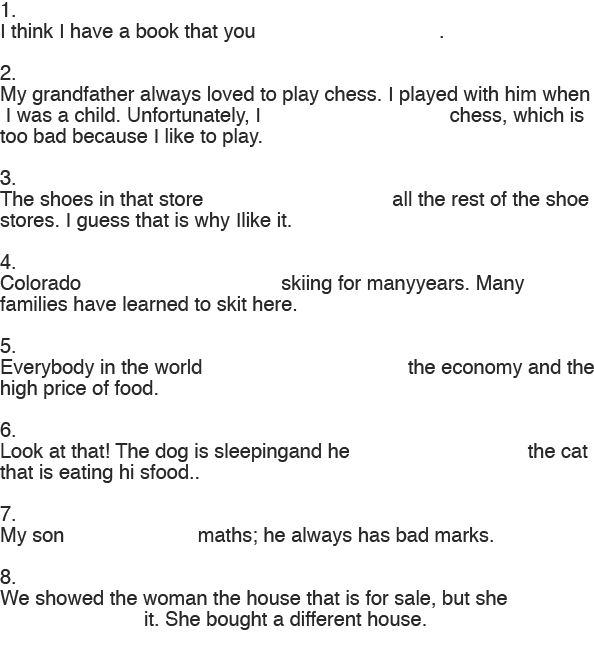 1.
I think I have a book that you .
2.
My grandfather always loved to play chess. I played with him when
I was a child. Unfortunately, I chess, which is
too bad because I like to play.
3.
The shoes in that store all the rest of the shoe
stores. I guess that is why Ilike it.
4.
Colorado skiing for manyyears. Many
families have learned to skit here.
5.
Everybody in the world the economy and the
high price of food.
6.
Look at that! The dog is sleepingand he the cat
that is eating hi sfood..
7.
My son maths; he always has bad marks.
8.
We showed the woman the house that is for sale, but she
it. She bought a different house.